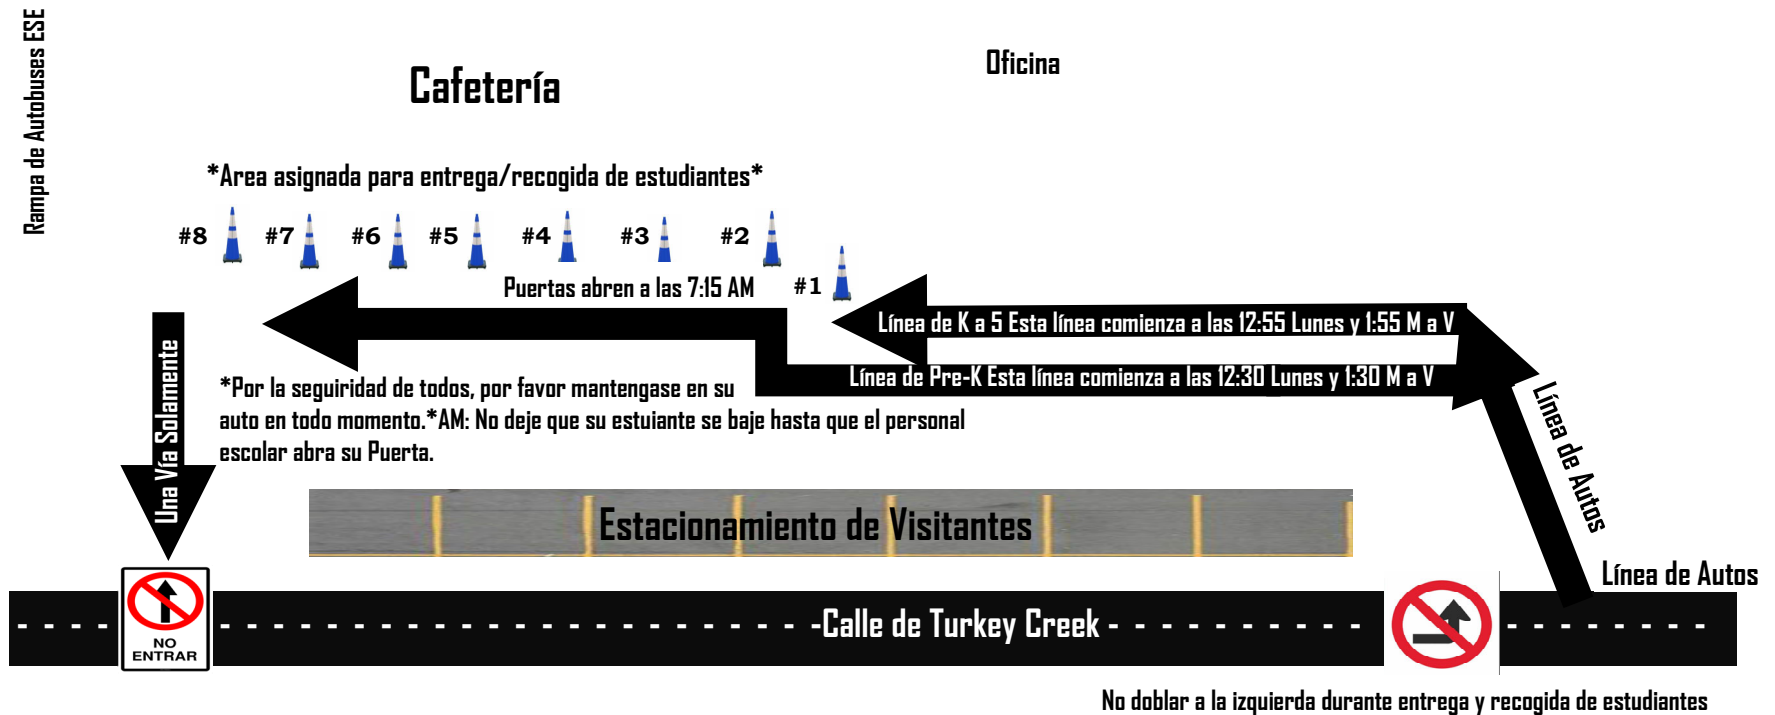 Rampa de Autobuses ESE
Oficina
Cafetería
*Area asignada para entrega/recogida de estudiantes*
#8 #7 #6 #5 #4 #3 #2
Puertas abren a las 7:15 AM
#1
Línea de K a 5 Esta línea comienza a las 12:55 Lunes y 1:55 M a V
Línea de Pre-K Esta línea comienza a las 12:30 Lunes y 1:30 M a V
Una Vía Solamente
*Por la seguiridad de todos, por favor mantengase en su
auto en todo momento.*AM: No deje que su estuiante se baje hasta que el personal
escolar abra su Puerta.
Línea de Autos
Estacionamiento de Visitantes
Línea de Autos
NO
ENTRAR
Calle de Turkey Creek
No doblar a la izquierda durante entrega y recogida de estudiantes